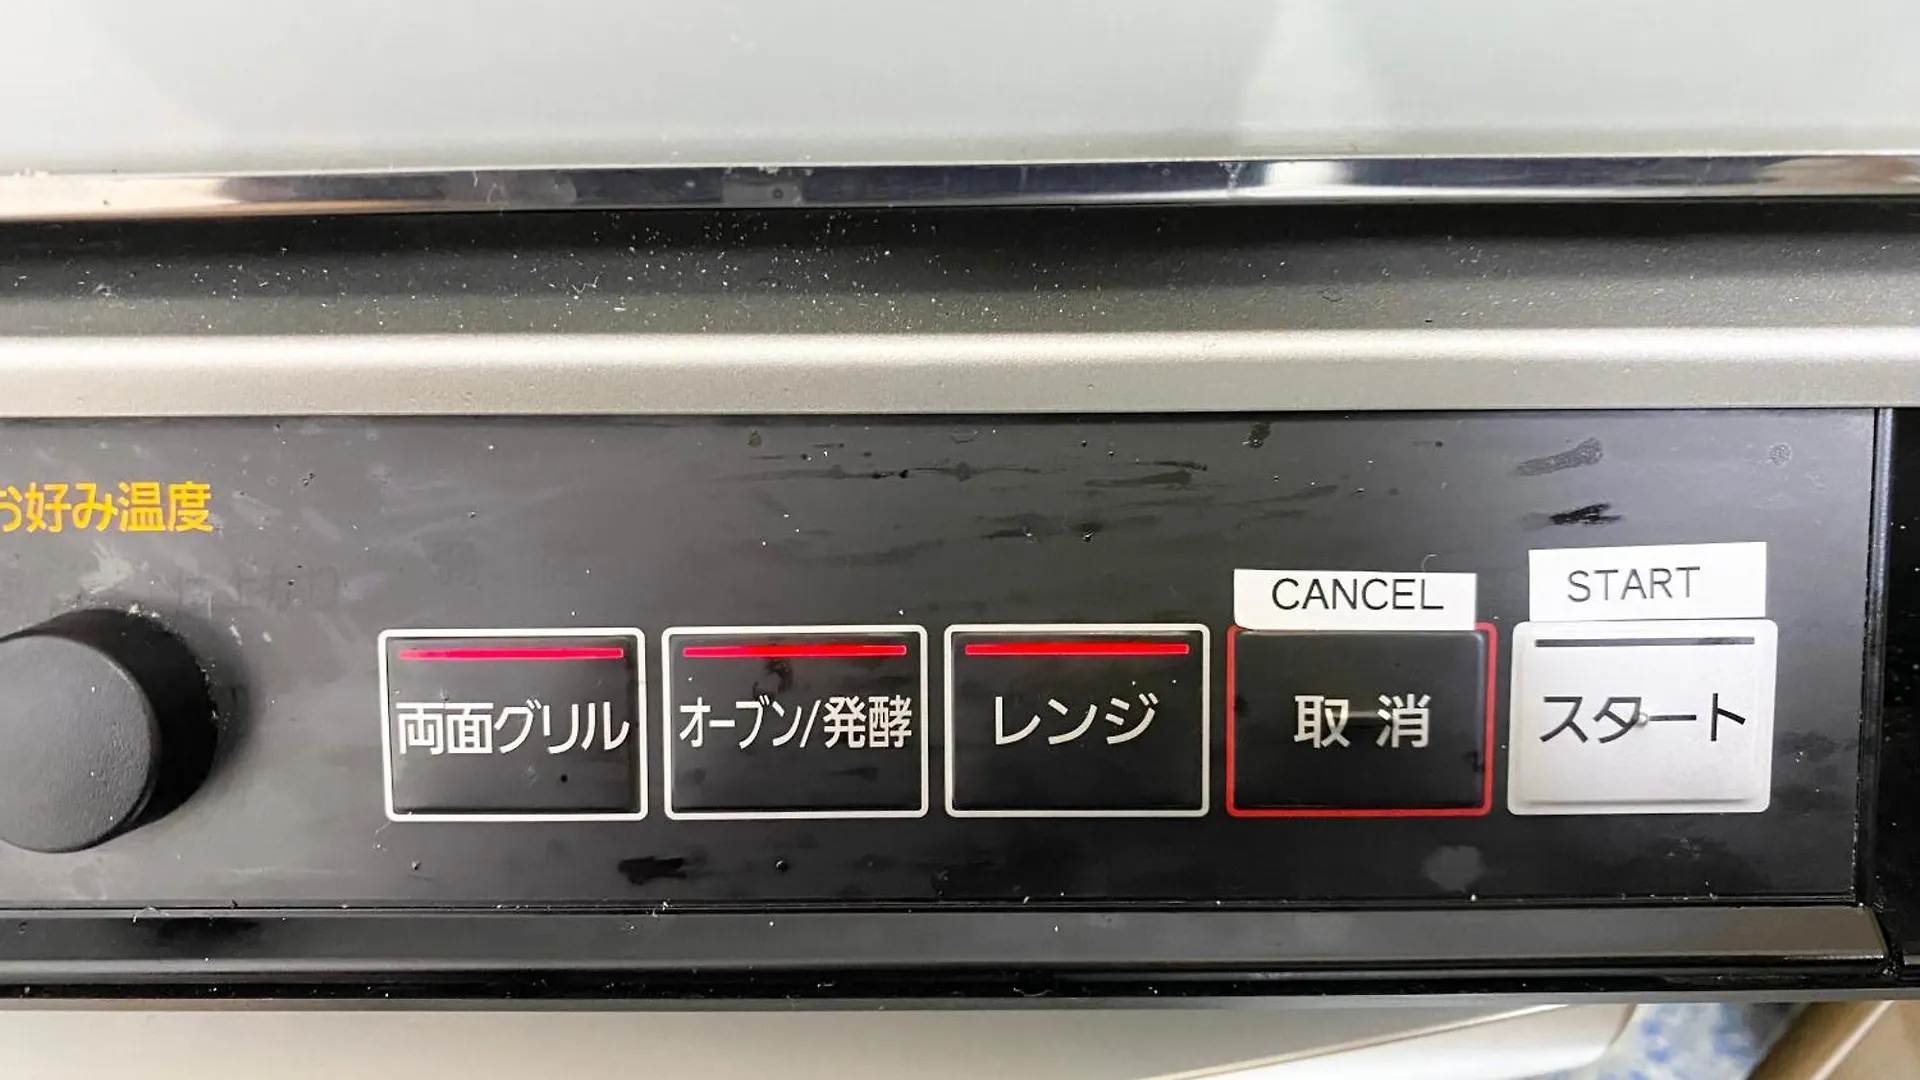 お好み温度
CANCEL
START
両面グリル
オーブン/発酵
レンジ
取消
スタート